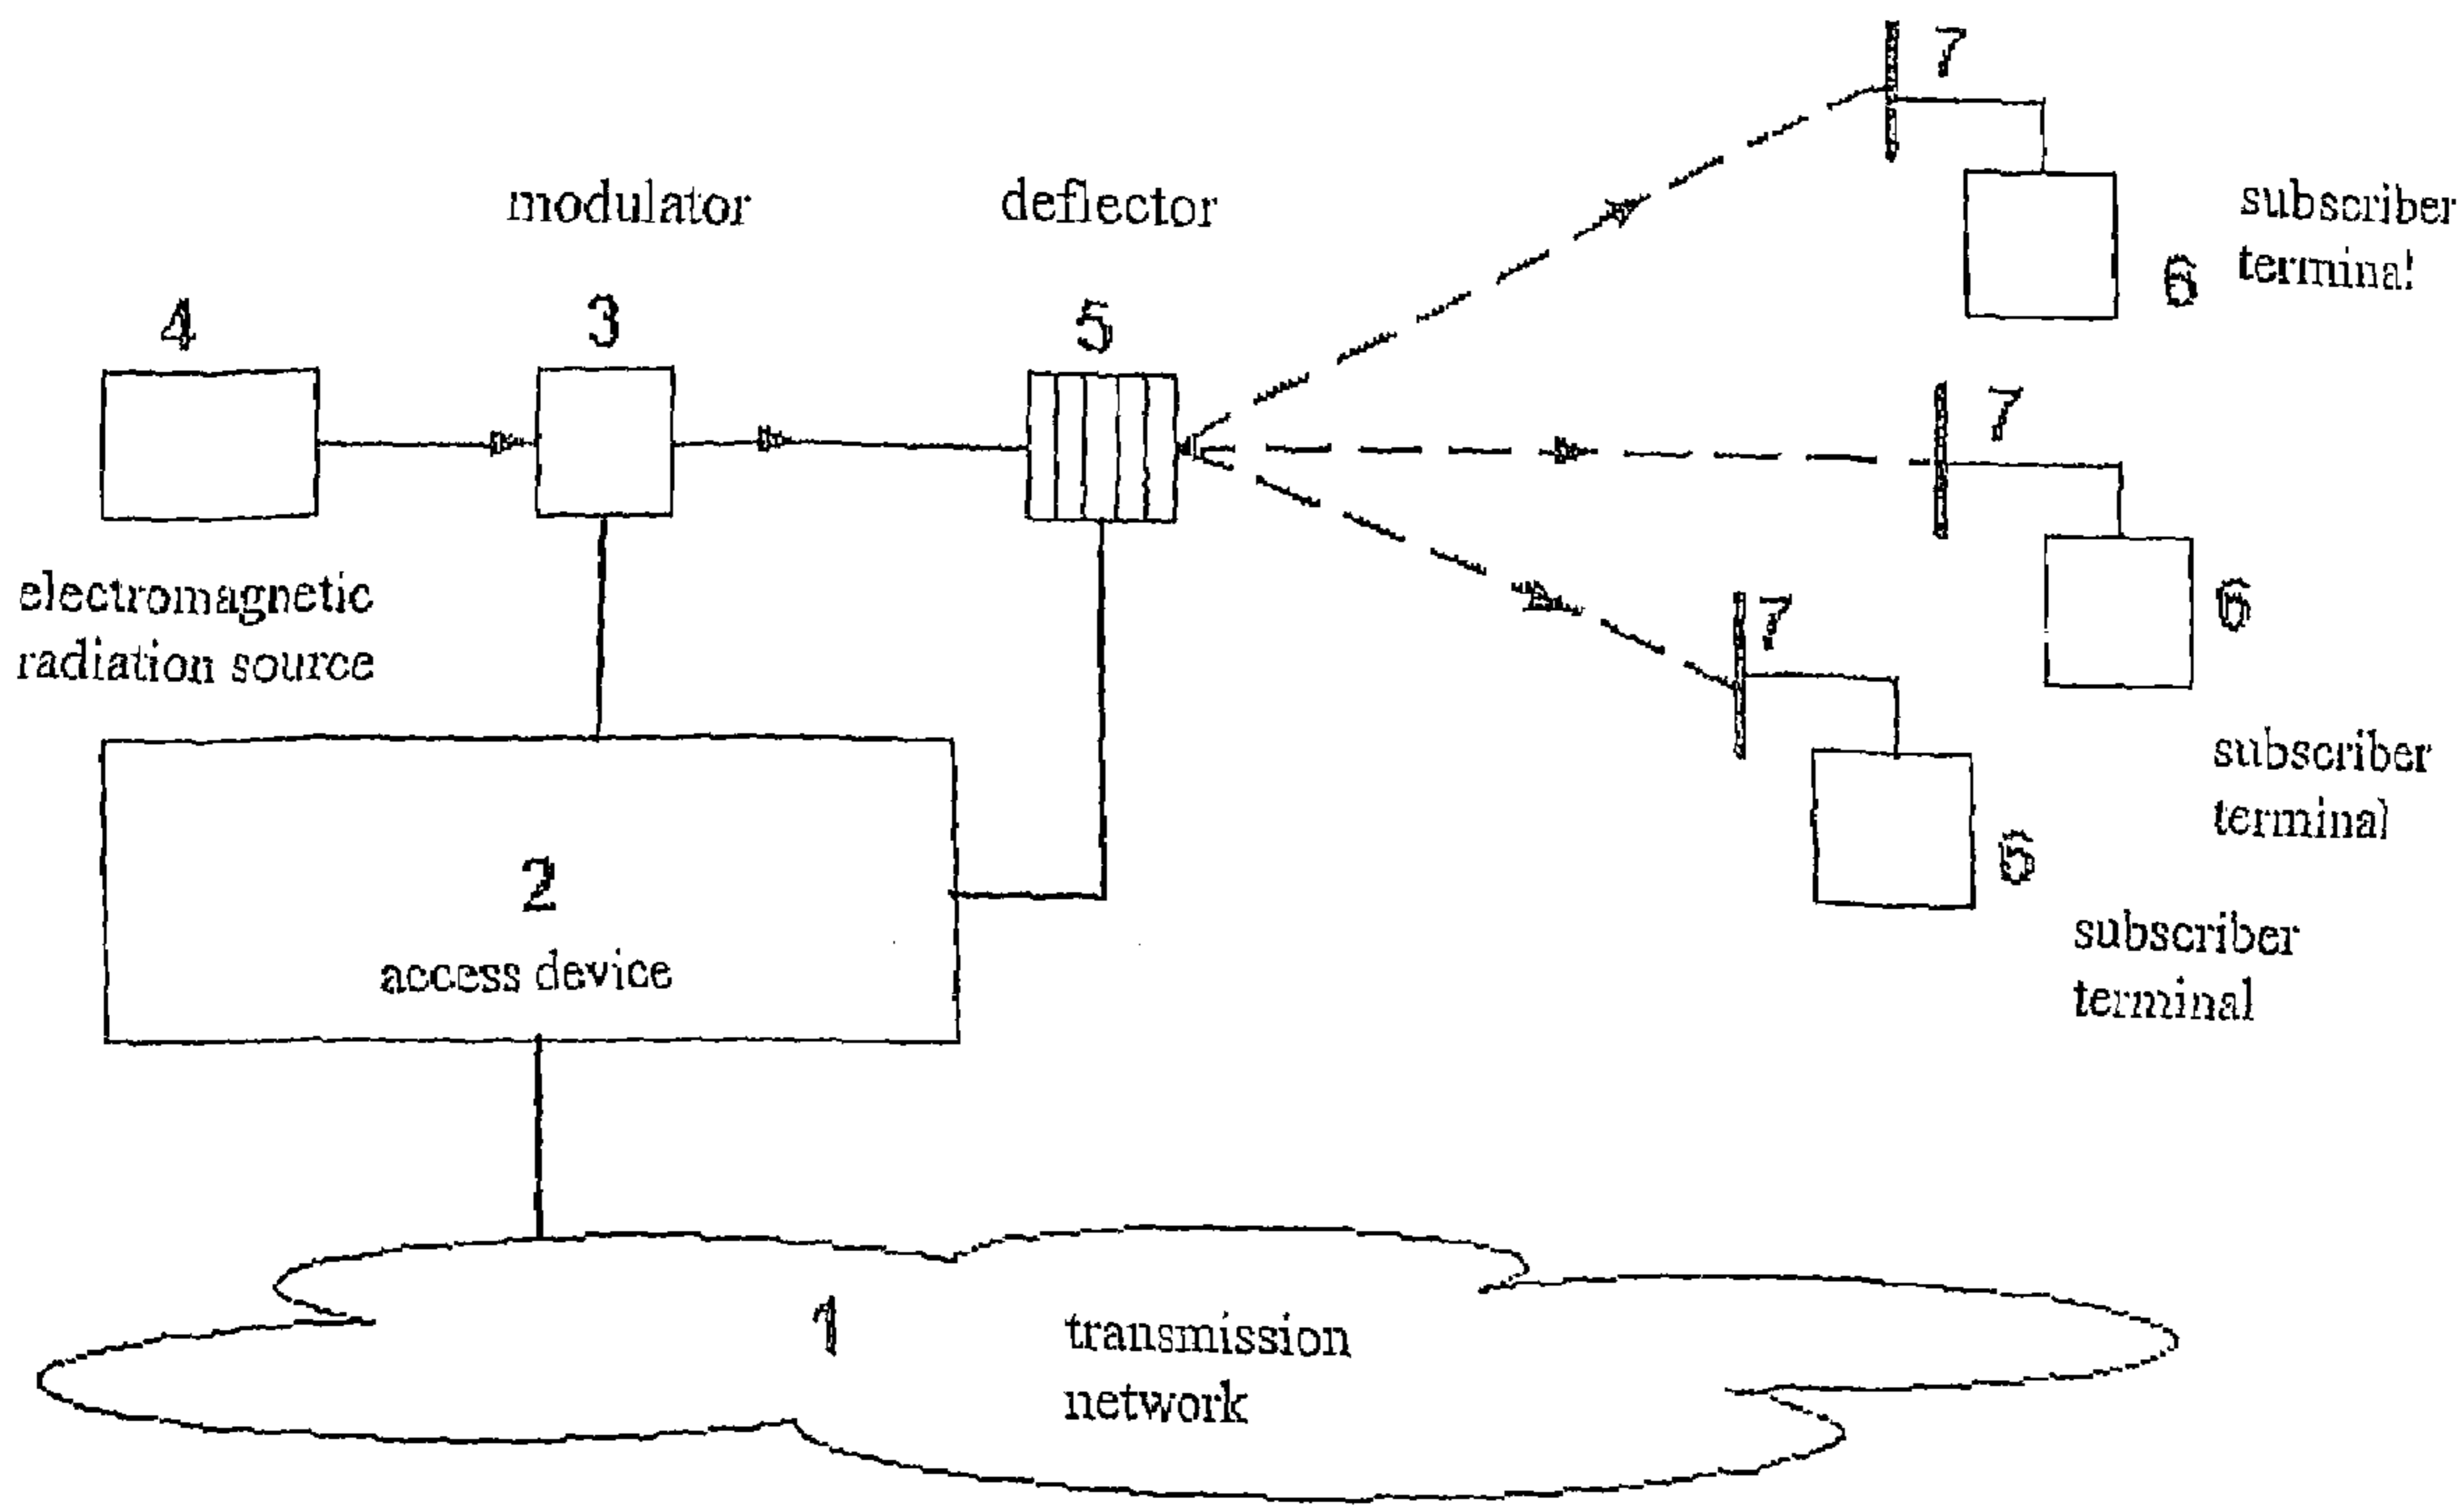 7
modulator
deflector
subscriber
terminal
6
4
3
5
7
electromagnetic
radiation source
6
7
subscriber
terminal
2
access device
6
subscriber
terminal
1
transmission
network